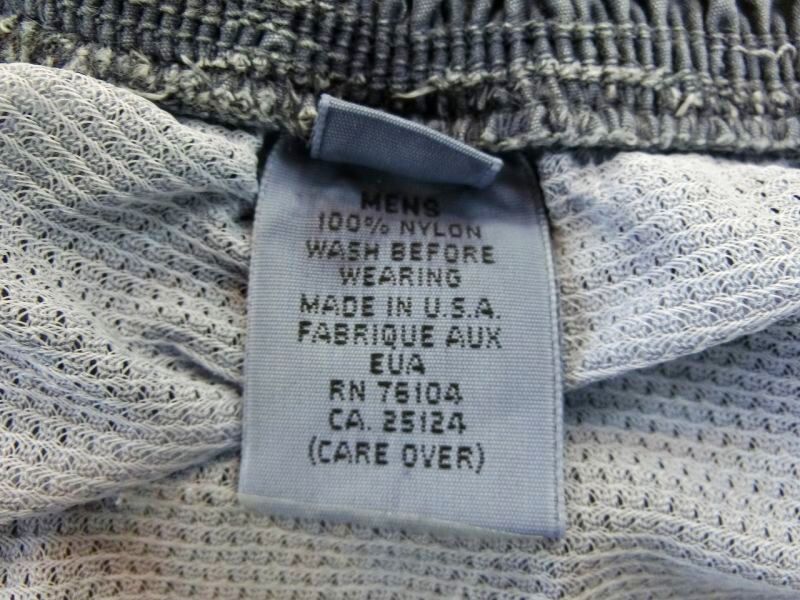 MENS
100% NYLON
WASH BEFORE
WEARING
MADE IN U.S.A.
FABRIQUE AUX
EUA
RN 76104
CA. 25124
(CARE OVER)